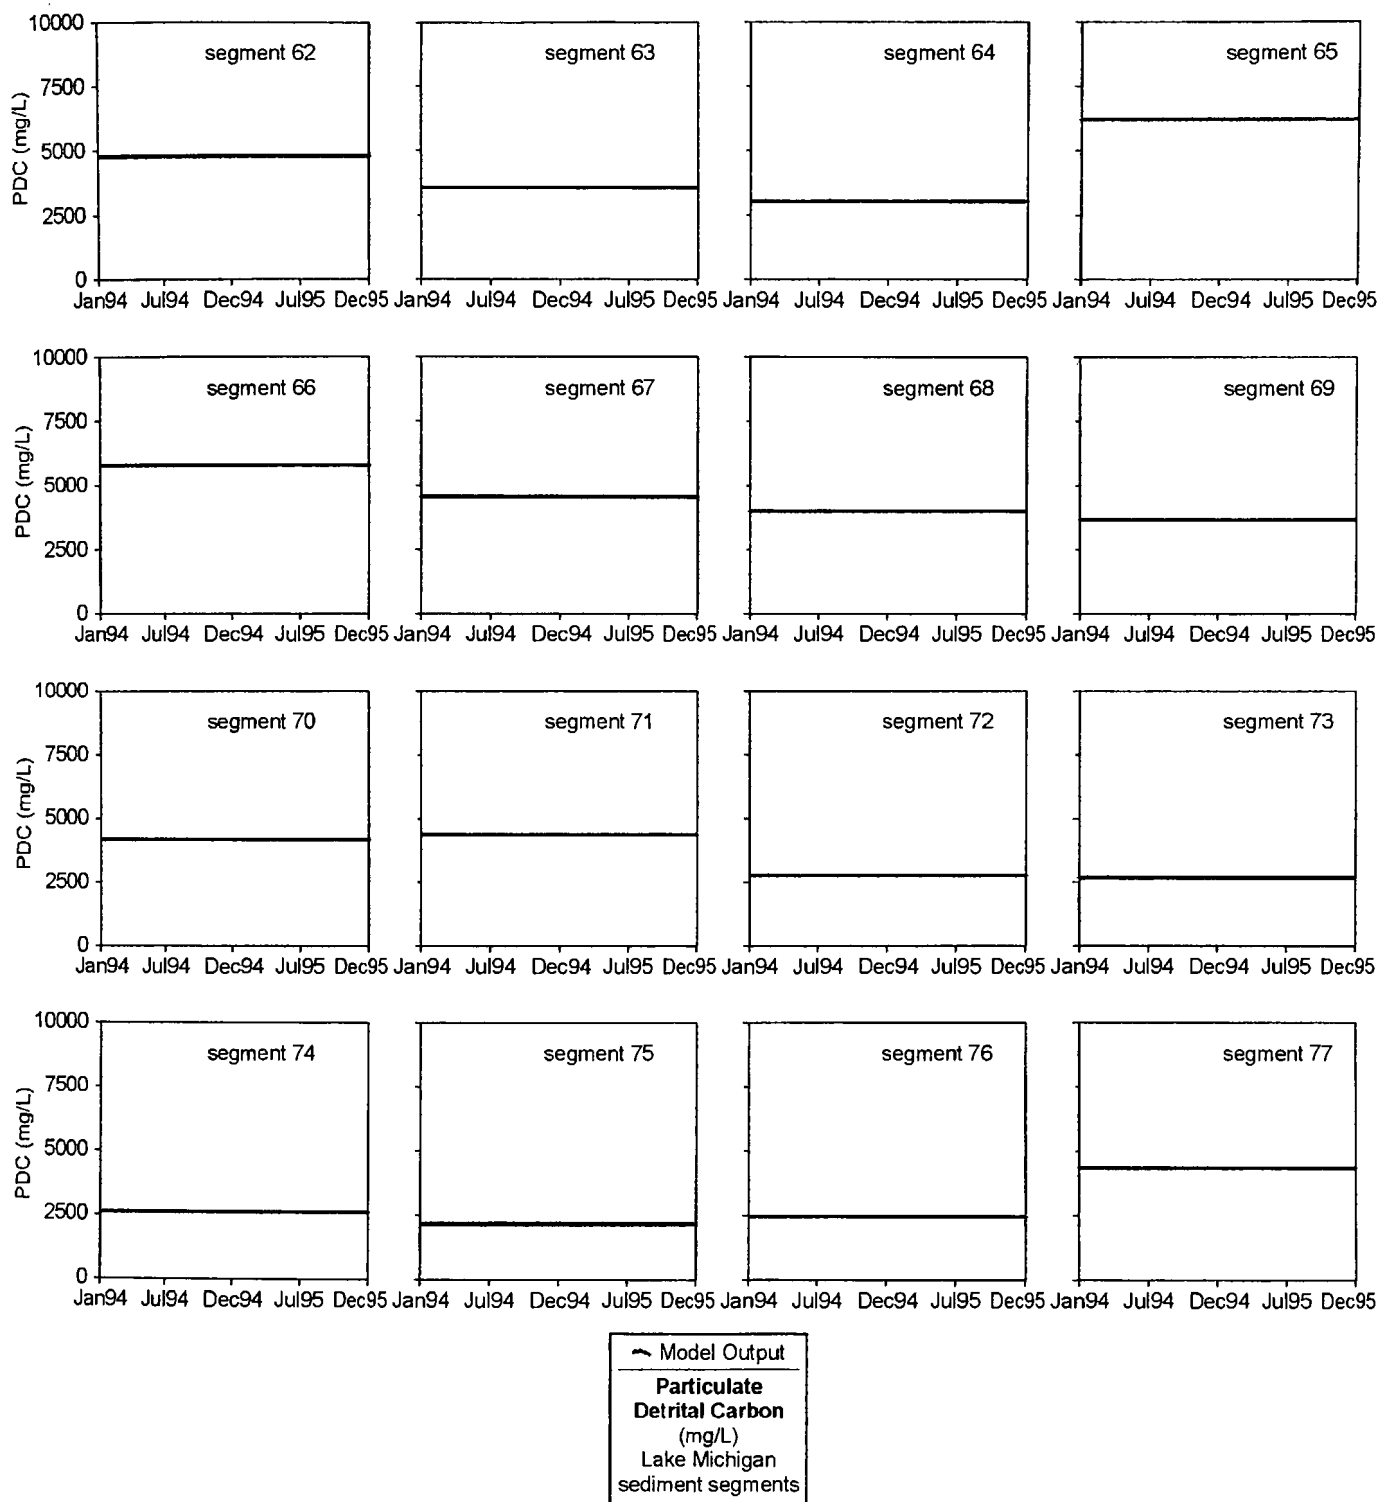 10000
7500
5000
2500
0
PDC (mg/L)
segment 62
segment 63
segment 64
segment 65
Jan94 Jul94 Dec94 Jul95 Dec95 Jan94 Jul94 Dec94 Jul95 Dec95 Jan94 Jul94 Dec94 Jul95 Dec95 Jan94 Jul94 Dec94 Jul95 Dec95
10000
7500
5000
2500
0
PDC (mg/L)
segment 66
segment 67
segment 68
segment 69
Jan94 Jul94 Dec94 Jul95 Dec95 Jan94 Jul94 Dec94 Jul95 Dec95 Jan94 Jul94 Dec94 Jul95 Dec95 Jan94 Jul94 Dec94 Jul95 Dec95
10000
7500
5000
2500
0
PDC (mg/L)
segment 70
segment 71
segment 72
segment 73
Jan94 Jul94 Dec94 Jul95 Dec95 Jan94 Jul94 Dec94 Jul95 Dec95 Jan94 Jul94 Dec94 Jul95 Dec95 Jan94 Jul94 Dec94 Jul95 Dec95
10000
7500
5000
2500
0
PDC (mg/L)
segment 74
segment 75
segment 76
segment 77
Jan94 Jul94 Dec94 Jul95 Dec95 Jan94 Jul94 Dec94 Jul95 Dec95 Jan94 Jul94 Dec94 Jul95 Dec95 Jan94 Jul94 Dec94 Jul95 Dec95
Model Output
Particulate
Detrital Carbon
(mg/L)
Lake Michigan
sediment segments